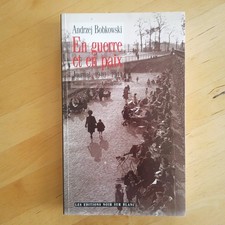 Andrzej Bobkowski
En guerre
et en paix
LES ÉDITIONS NOIR SUR BLANC